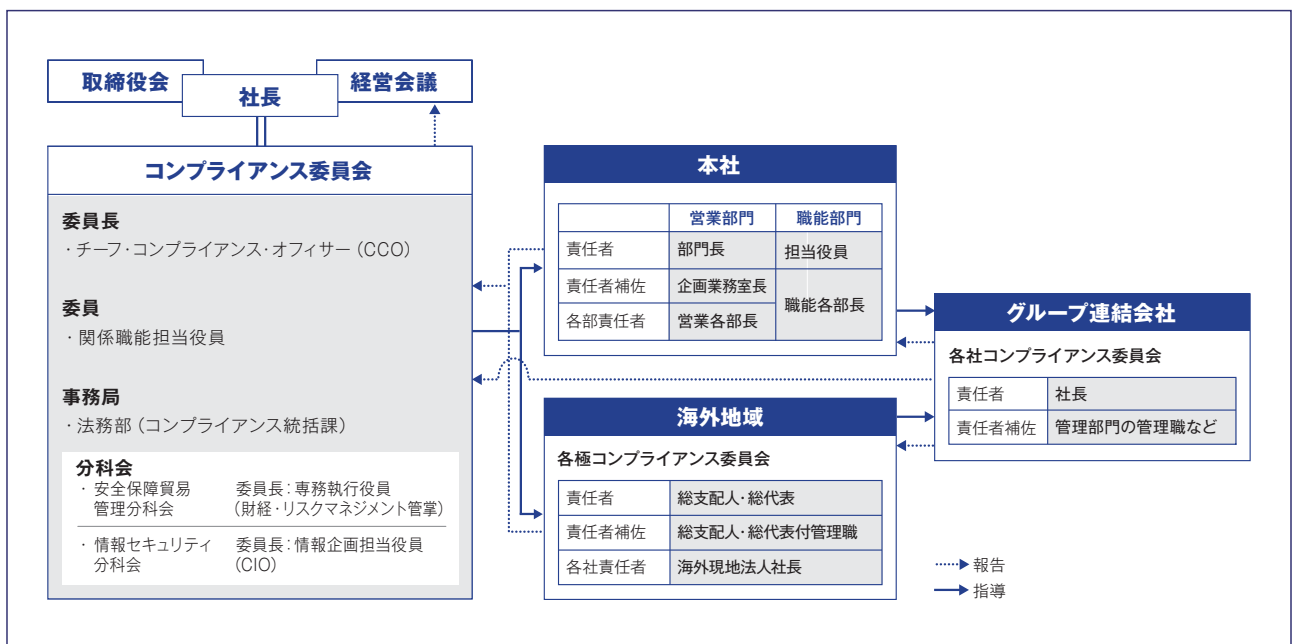 取締役会
社長
経営会議
コンプライアンス委員会
委員長
・チーフ・コンプライアンス・オフィサー（CCO）
委員
・関係職能担当役員
事務局
・法務部（コンプライアンス統括課）
分科会
・安全保障貿易 委員長：専務執行役員
管理分科会 （財経・リスクマネジメント管掌）
・情報セキュリティ 委員長：情報企画担当役員
分科会 （CIO）
本社
営業部門 職能部門
責任者 部門長 担当役員
責任者補佐 企画業務室長 職能各部長
各部責任者 営業各部長
海外地域
各極コンプライアンス委員会
責任者 総支配人・総代表
責任者補佐 総支配人・総代表付管理職
各社責任者 海外現地法人社長
グループ連結会社
各社コンプライアンス委員会
責任者 社長
責任者補佐 管理部門の管理職など
報告
指導